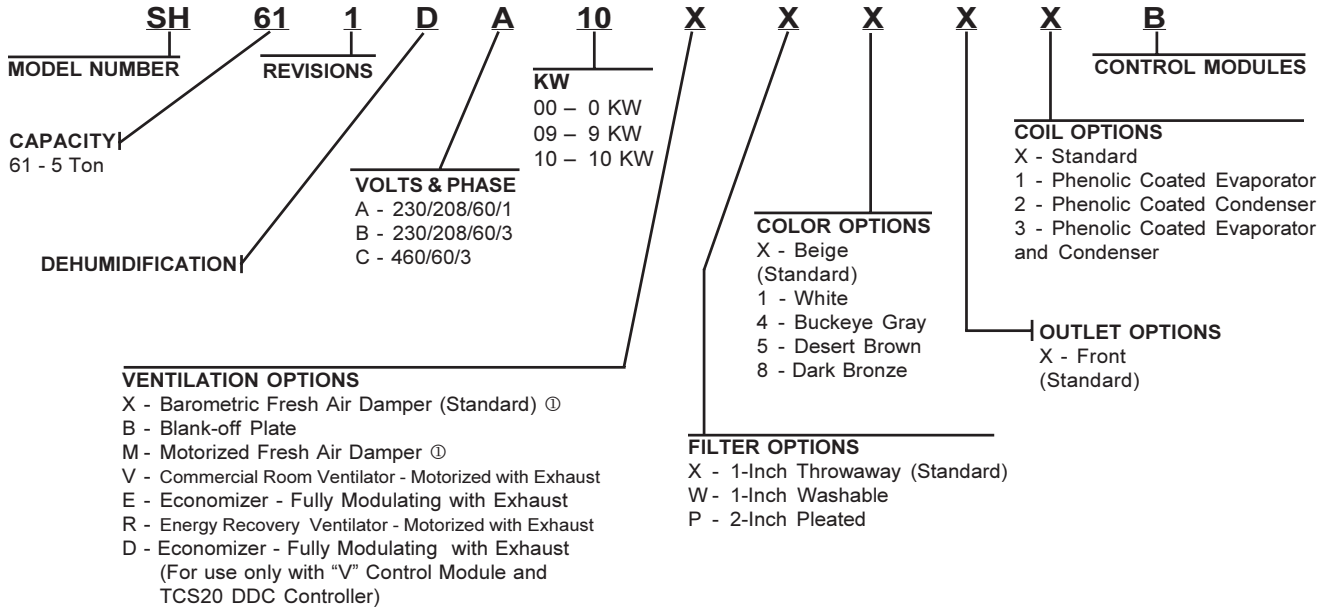 SH 61 1 D A 10 X X X X X B
MODEL NUMBER
REVISIONS
CONTROL MODULES
KW
00 – 0 KW
09 – 9 KW
10 – 10 KW
CAPACITY
61 - 5 Ton
COIL OPTIONS
X - Standard
1 - Phenolic Coated Evaporator
2 - Phenolic Coated Condenser
3 - Phenolic Coated Evaporator
and Condenser
VOLTS & PHASE
A - 230/208/60/1
B - 230/208/60/3
C - 460/60/3
DEHUMIDIFICATION
COLOR OPTIONS
X - Beige
(Standard)
1 - White
4 - Buckeye Gray
5 - Desert Brown
8 - Dark Bronze
OUTLET OPTIONS
X - Front
(Standard)
VENTILATION OPTIONS
X - Barometric Fresh Air Damper (Standard) ①
B - Blank-off Plate
M - Motorized Fresh Air Damper ①
V - Commercial Room Ventilator - Motorized with Exhaust
E - Economizer - Fully Modulating with Exhaust
R - Energy Recovery Ventilator - Motorized with Exhaust
D - Economizer - Fully Modulating with Exhaust
(For use only with “V” Control Module and
TCS20 DDC Controller)
FILTER OPTIONS
X - 1-Inch Throwaway (Standard)
W - 1-Inch Washable
P - 2-Inch Pleated